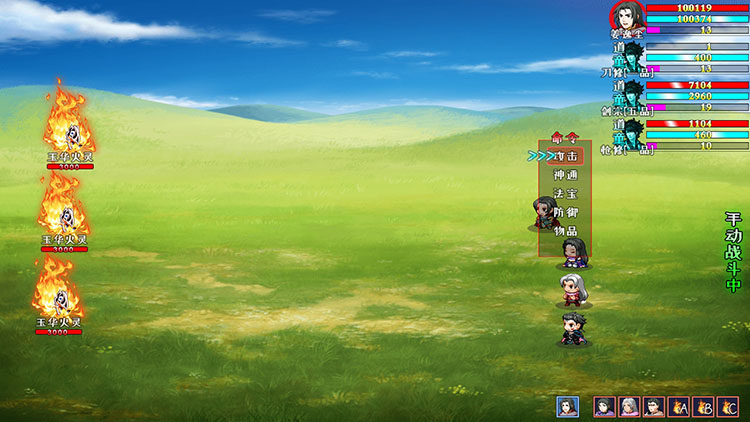 100119
100374
13
姜逸尘
道童
1
400
13
刀修[一品]
道童
7104
2960
19
剑宗[五品]
道童
1104
460
10
枪修[一品]
玉华火灵
3000
玉华火灵
3000
玉华火灵
3000
命令
攻击
神通
法宝
防御
物品
手动战斗中
A
B
C